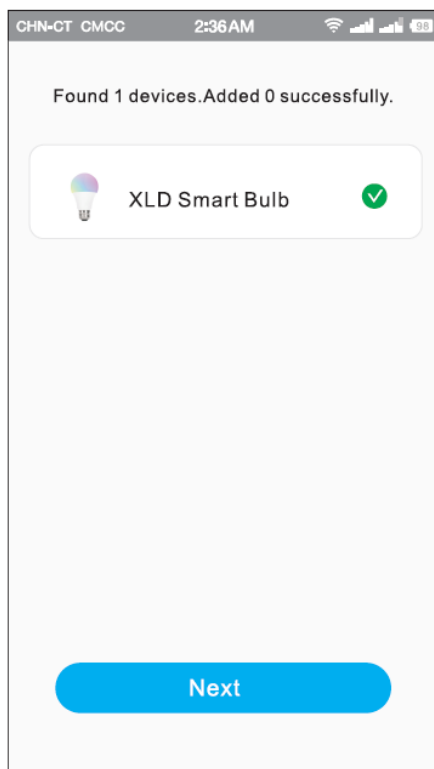 CHN-CT CMCC 2:36AM 98
Found 1 devices.Added 0 successfully.
XLD Smart Bulb
Next